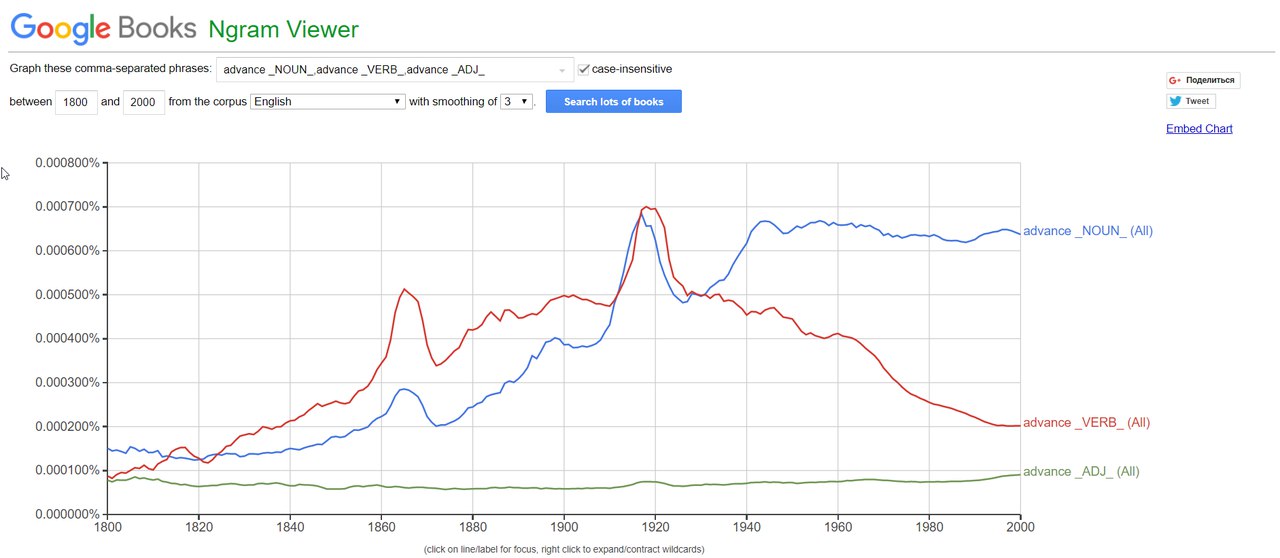 Google Books Ngram Viewer
Graph these comma-separated phrases: advance _NOUN_,advance _VERB_,advance _ADJ_ case-insensitive
between 1800 and 2000 from the corpus English with smoothing of 3 . Search lots of books
Поделиться
Tweet
Embed Chart
0.000800%
0.000700%
0.000600%
0.000500%
0.000400%
0.000300%
0.000200%
0.000100%
0.000000%
advance _NOUN_ (All)
advance _VERB_ (All)
advance _ADJ_ (All)
1800 1820 1840 1860 1880 1900 1920 1940 1960 1980 2000
(click on line/label for focus, right click to expand/contract wildcards)